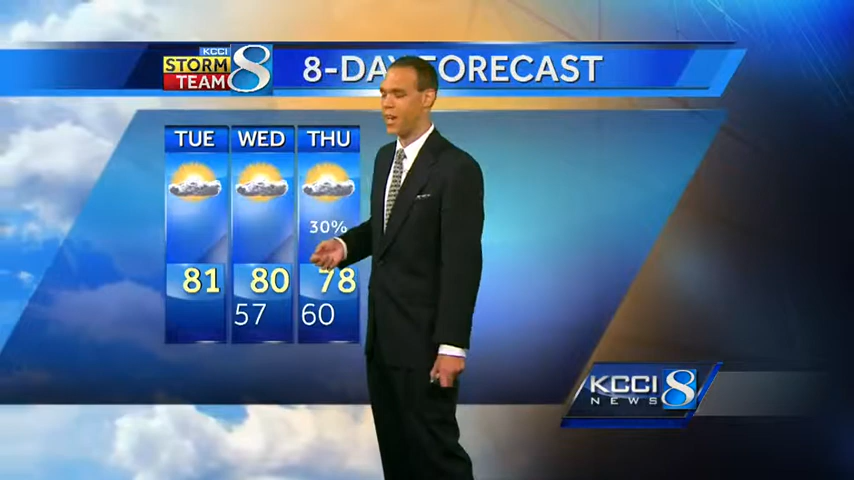 KCCI
STORM
TEAM 8
8-DAY FORECAST
TUE WED THU
30%
81 80 78
57 60
KCCI 8
NEWS